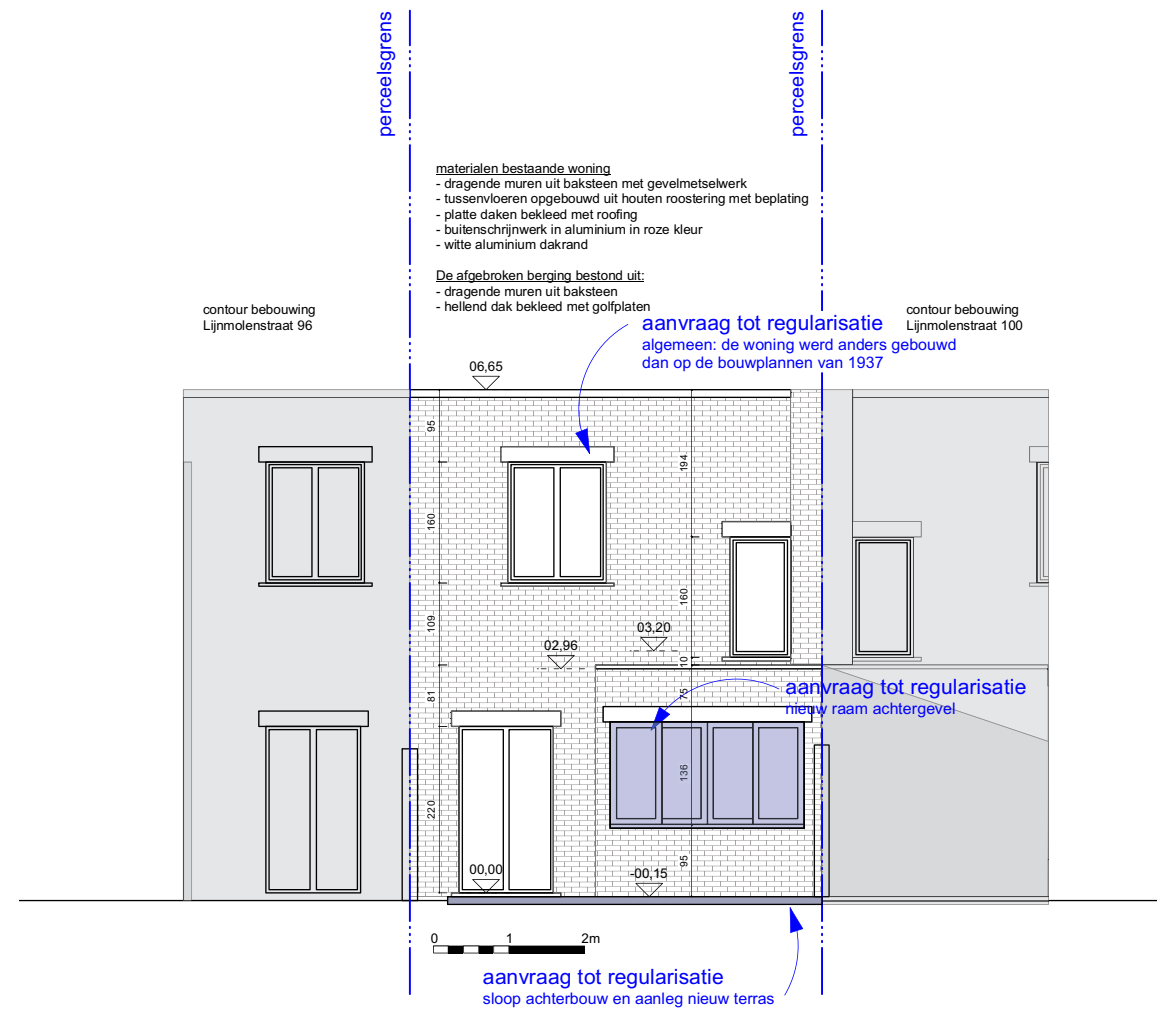 perceelsgrens
perceelsgrens
materialen bestaande woning
- dragende muren uit baksteen met gevelmetselwerk
- tussenvloeren opgebouwd uit houten roostering met beplating
- platte daken bekleed met roofing
- buitenschrijnwerk in aluminium in roze kleur
- witte aluminium dakrand
De afgebroken berging bestond uit:
- dragende muren uit baksteen
- hellend dak bekleed met golfplaten
contour bebouwing
Lijnmolenstraat 96
contour bebouwing
Lijnmolenstraat 100
aanvraag tot regularisatie
algemeen: de woning werd anders gebouwd
dan op de bouwplannen van 1937
06,65
95
194
160
160
109
03,20
02,96
10
81
75
aanvraag tot regularisatie
nieuw raam achtergevel
136
220
95
00,00
-00,15
0 1 2m
aanvraag tot regularisatie
sloop achterbouw en aanleg nieuw terras